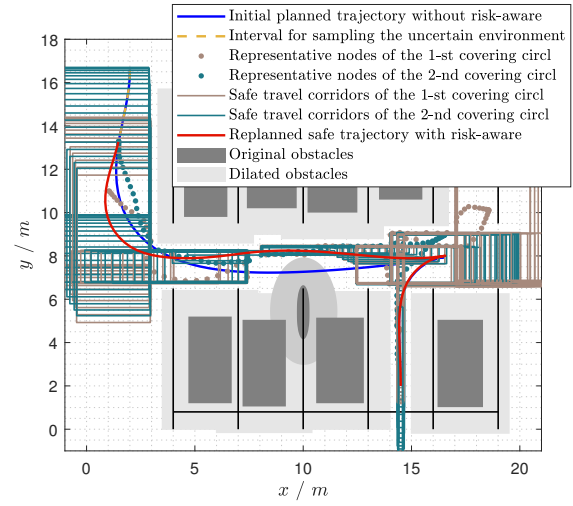 Initial planned trajectory without risk-aware
Interval for sampling the uncertain environment
Representative nodes of the 1-st covering circl
Representative nodes of the 2-nd covering circl
Safe travel corridors of the 1-st covering circl
Safe travel corridors of the 2-nd covering circl
Replanned safe trajectory with risk-aware
Original obstacles
Dilated obstacles
18
16
14
12
10
8
6
4
2
0
y / m
0 5 10 15 20
x / m